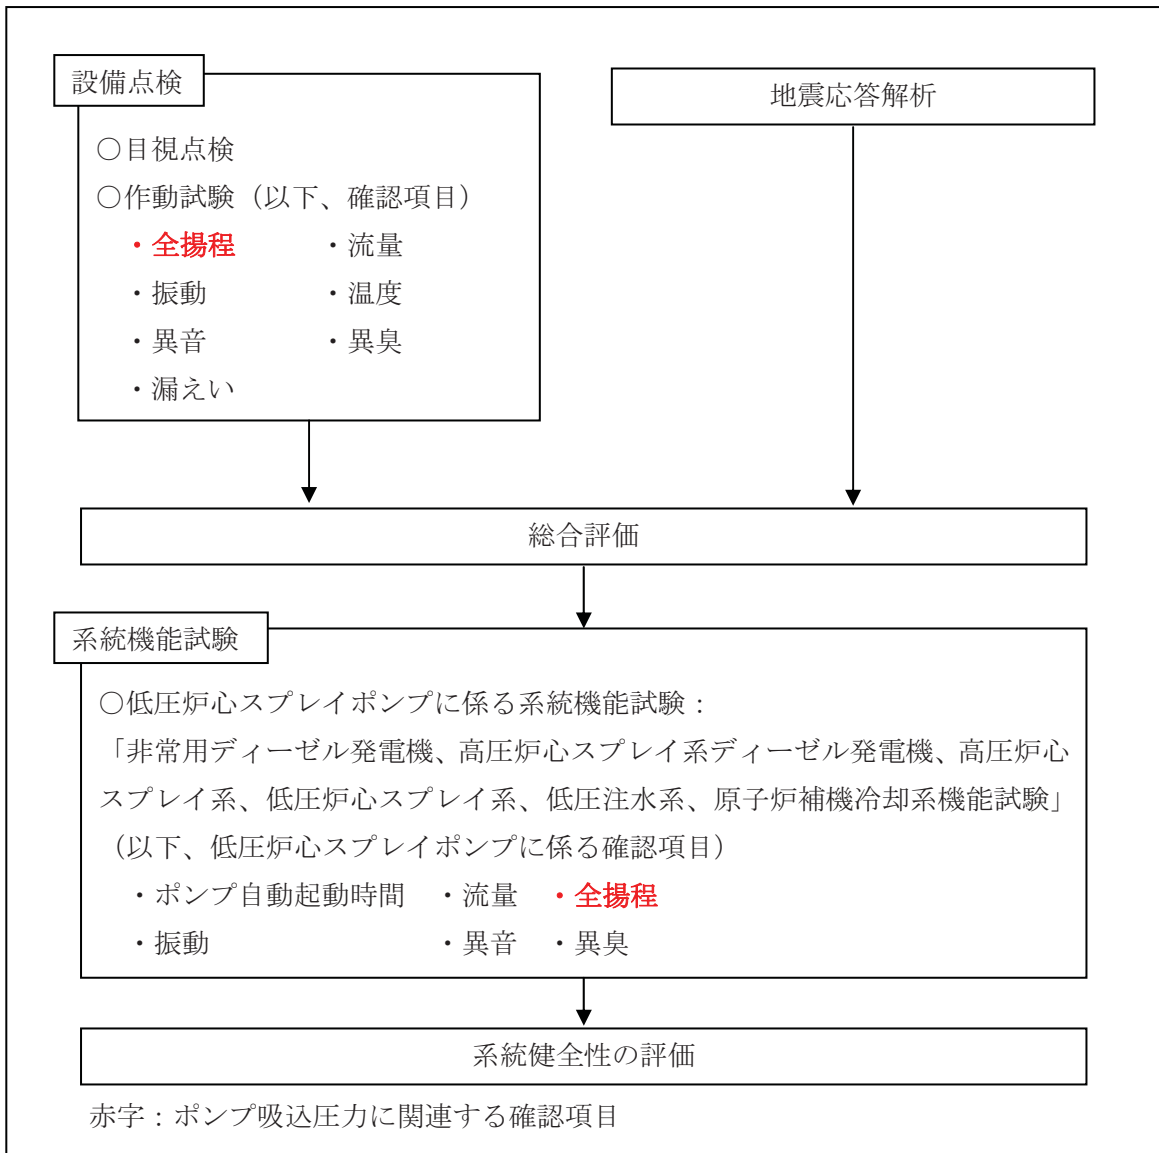 設備点検
地震応答解析
○目視点検
○作動試験（以下、確認項目）
・全揚程 ・流量
・振動 ・温度
・異音 ・異臭
・漏えい
総合評価
系統機能試験
○低圧炉心スプレイポンプに係る系統機能試験：
「非常用ディーゼル発電機、高圧炉心スプレイ系ディーゼル発電機、高圧炉心
スプレイ系、低圧炉心スプレイ系、低圧注水系、原子炉補機冷却系機能試験」
（以下、低圧炉心スプレイポンプに係る確認項目）
・ポンプ自動起動時間 ・流量 ・全揚程
・振動 ・異音 ・異臭
系統健全性の評価
赤字：ポンプ吸込圧力に関連する確認項目